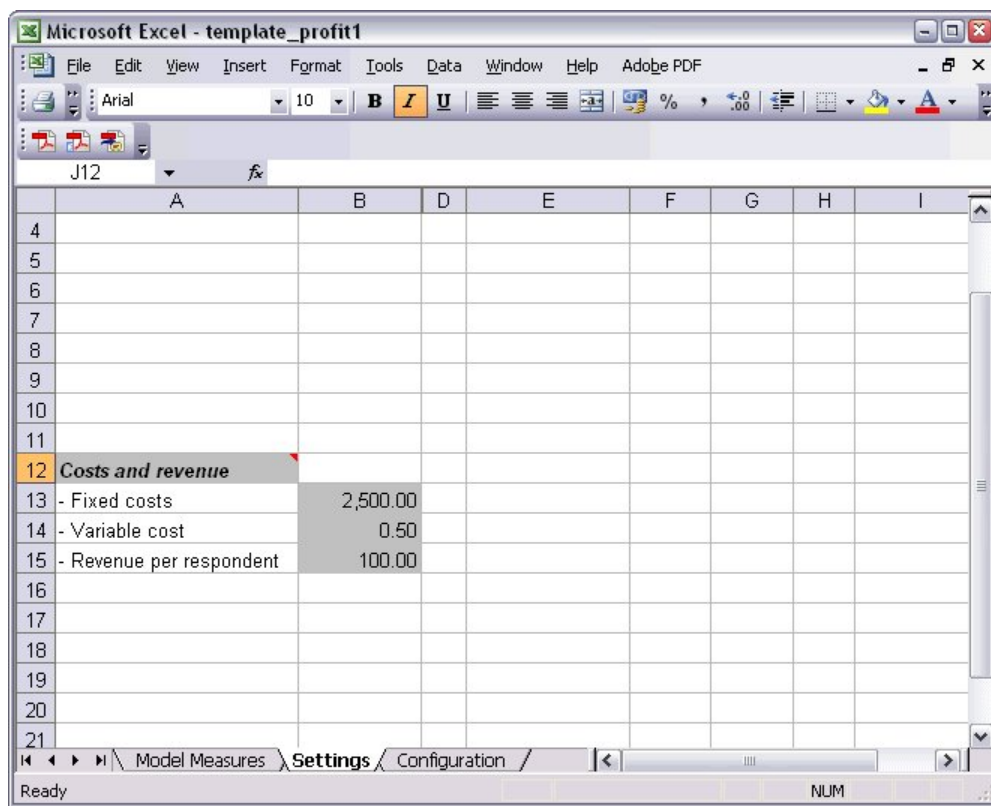 Microsoft Excel - template_profit1
File Edit View Insert Format Tools Data Window Help Adobe PDF
Arial 10 B I U % , .00
J12 fx
A B D E F G H I
4
5
6
7
8
9
10
11
12 Costs and revenue
13 - Fixed costs 2,500.00
14 - Variable cost 0.50
15 - Revenue per respondent 100.00
16
17
18
19
20
21
Model Measures Settings Configuration
Ready NUM